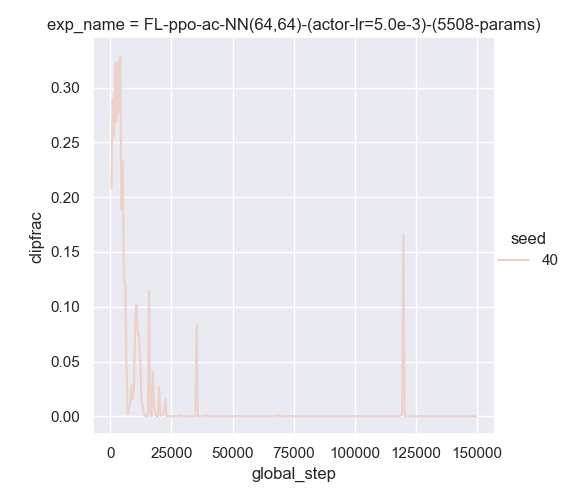 exp_name = FL-ppo-ac-NN(64,64)-(actor-lr=5.0e-3)-(5508-params)
0.30
0.25
0.20
0.15
0.10
0.05
0.00
clipfrac
0 25000 50000 75000 100000 125000 150000
global_step
seed
40